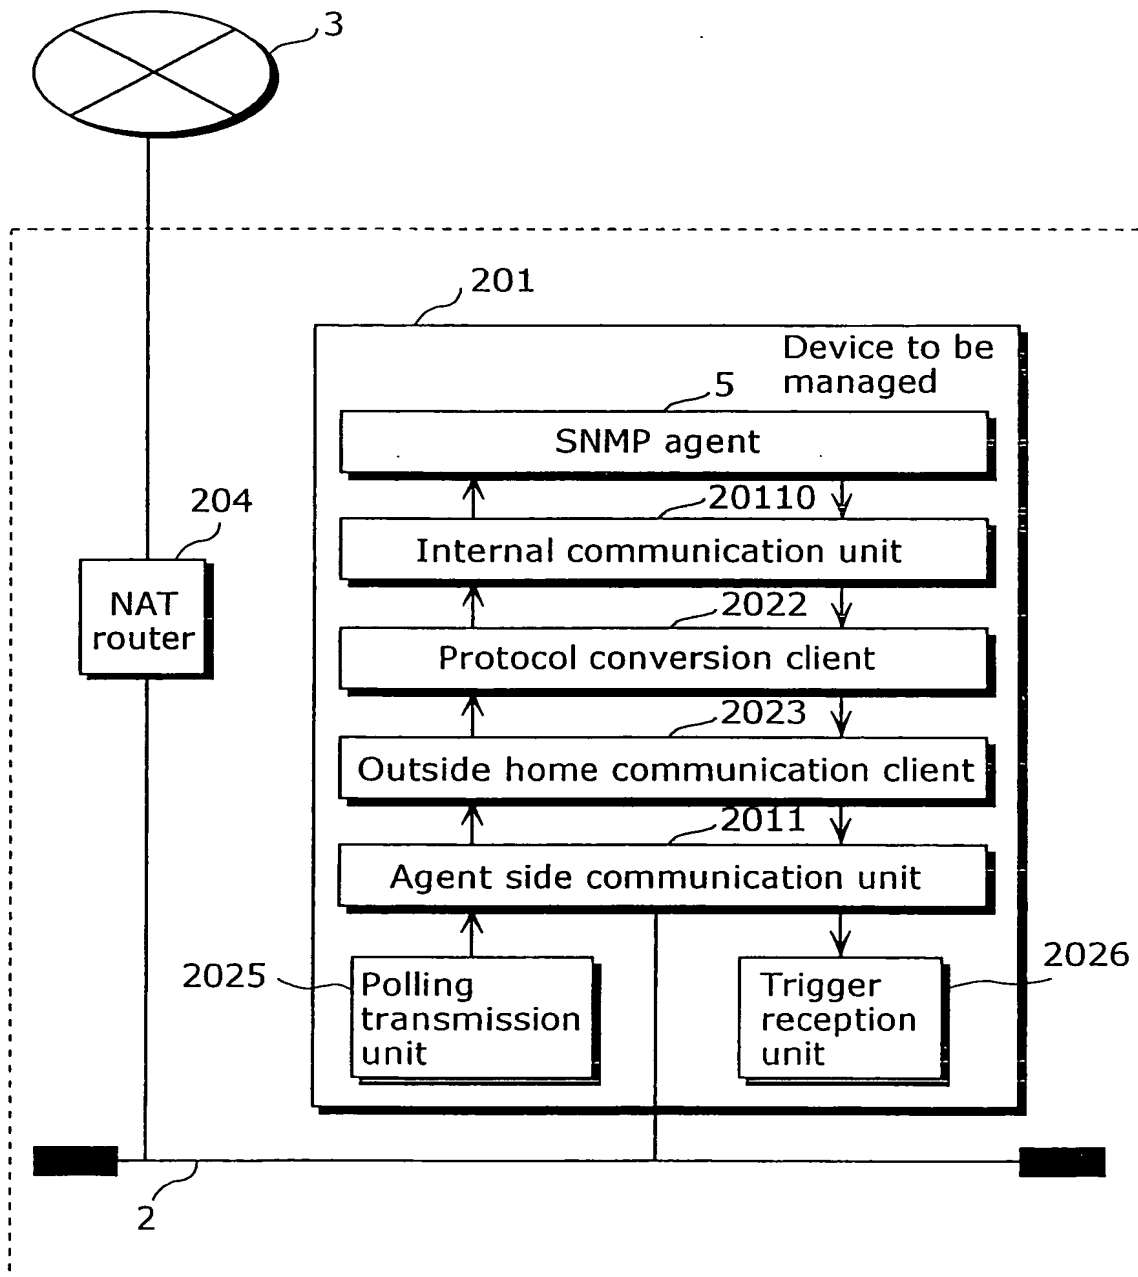 3
201
Device to be
managed
5
SNMP agent
20110
204
Internal communication unit
NAT
router
2022
Protocol conversion client
2023
Outside home communication client
2011
Agent side communication unit
2025
Polling
transmission
unit
Trigger
reception
unit
2026
2